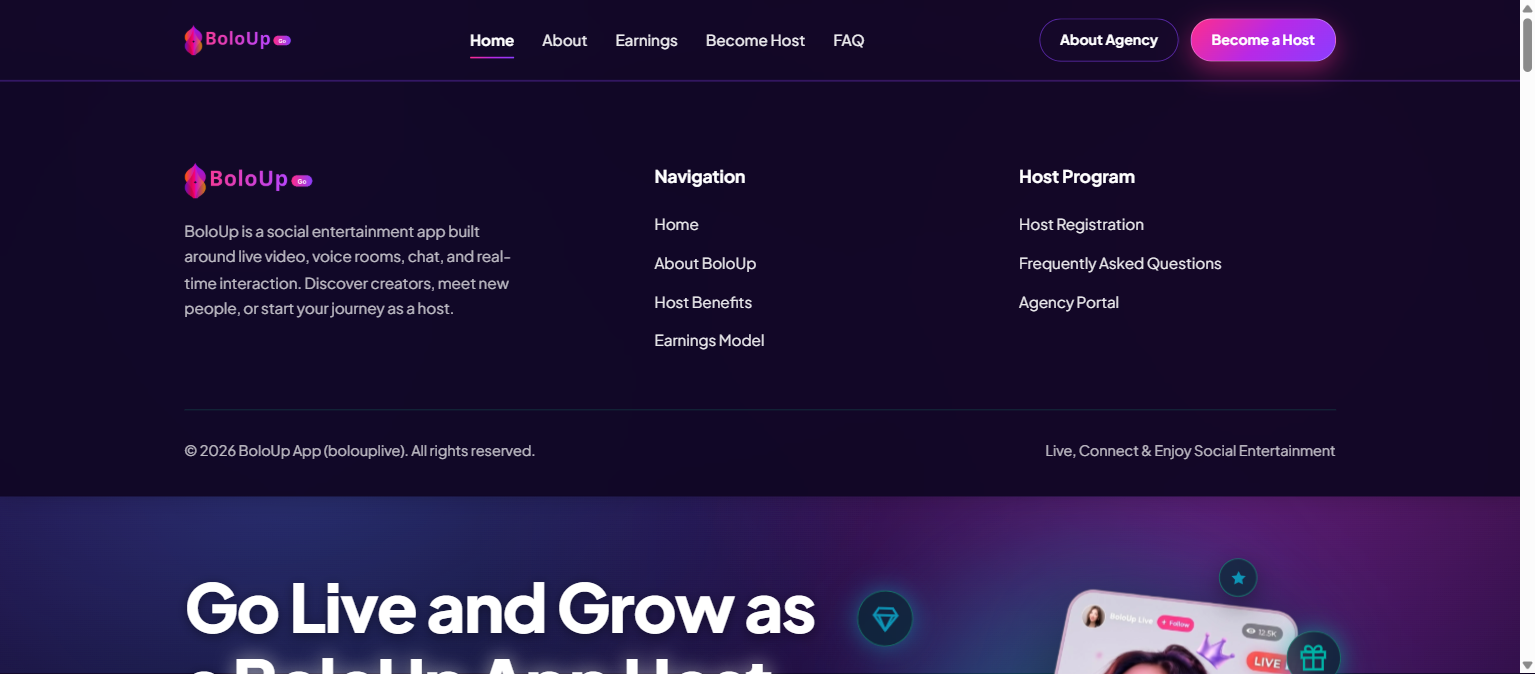 BoloUp Go
Home
About
Earnings
Become Host
FAQ
About Agency
Become a Host
BoloUp Go
BoloUp is a social entertainment app built
around live video, voice rooms, chat, and real-
time interaction. Discover creators, meet new
people, or start your journey as a host.
Navigation
Home
About BoloUp
Host Benefits
Earnings Model
Host Program
Host Registration
Frequently Asked Questions
Agency Portal
© 2026 BoloUp App (bolouplive). All rights reserved.
Live, Connect & Enjoy Social Entertainment
Go Live and Grow as
a BoloUp App Host
BoloUp Live
+ Follow
12.5K
LIVE